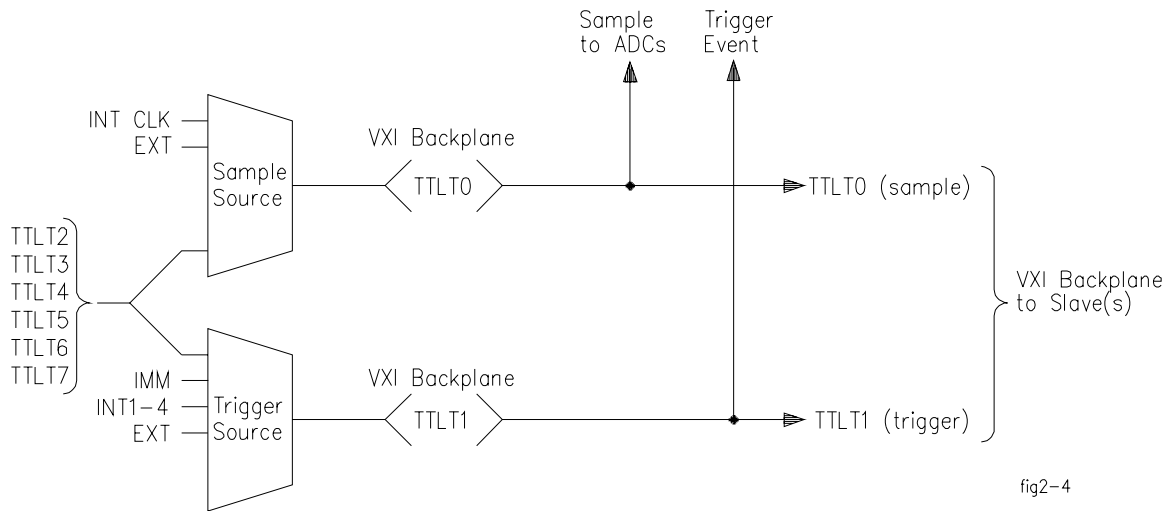 Sample
to ADCs
Trigger
Event
INT CLK
EXT
Sample
Source
VXI Backplane
TTLT0
TTLT0 (sample)
TTLT2
TTLT3
TTLT4
TTLT5
TTLT6
TTLT7
VXI Backplane
to Slave(s)
IMM
INT1-4
EXT
Trigger
Source
VXI Backplane
TTLT1
TTLT1 (trigger)
fig2-4